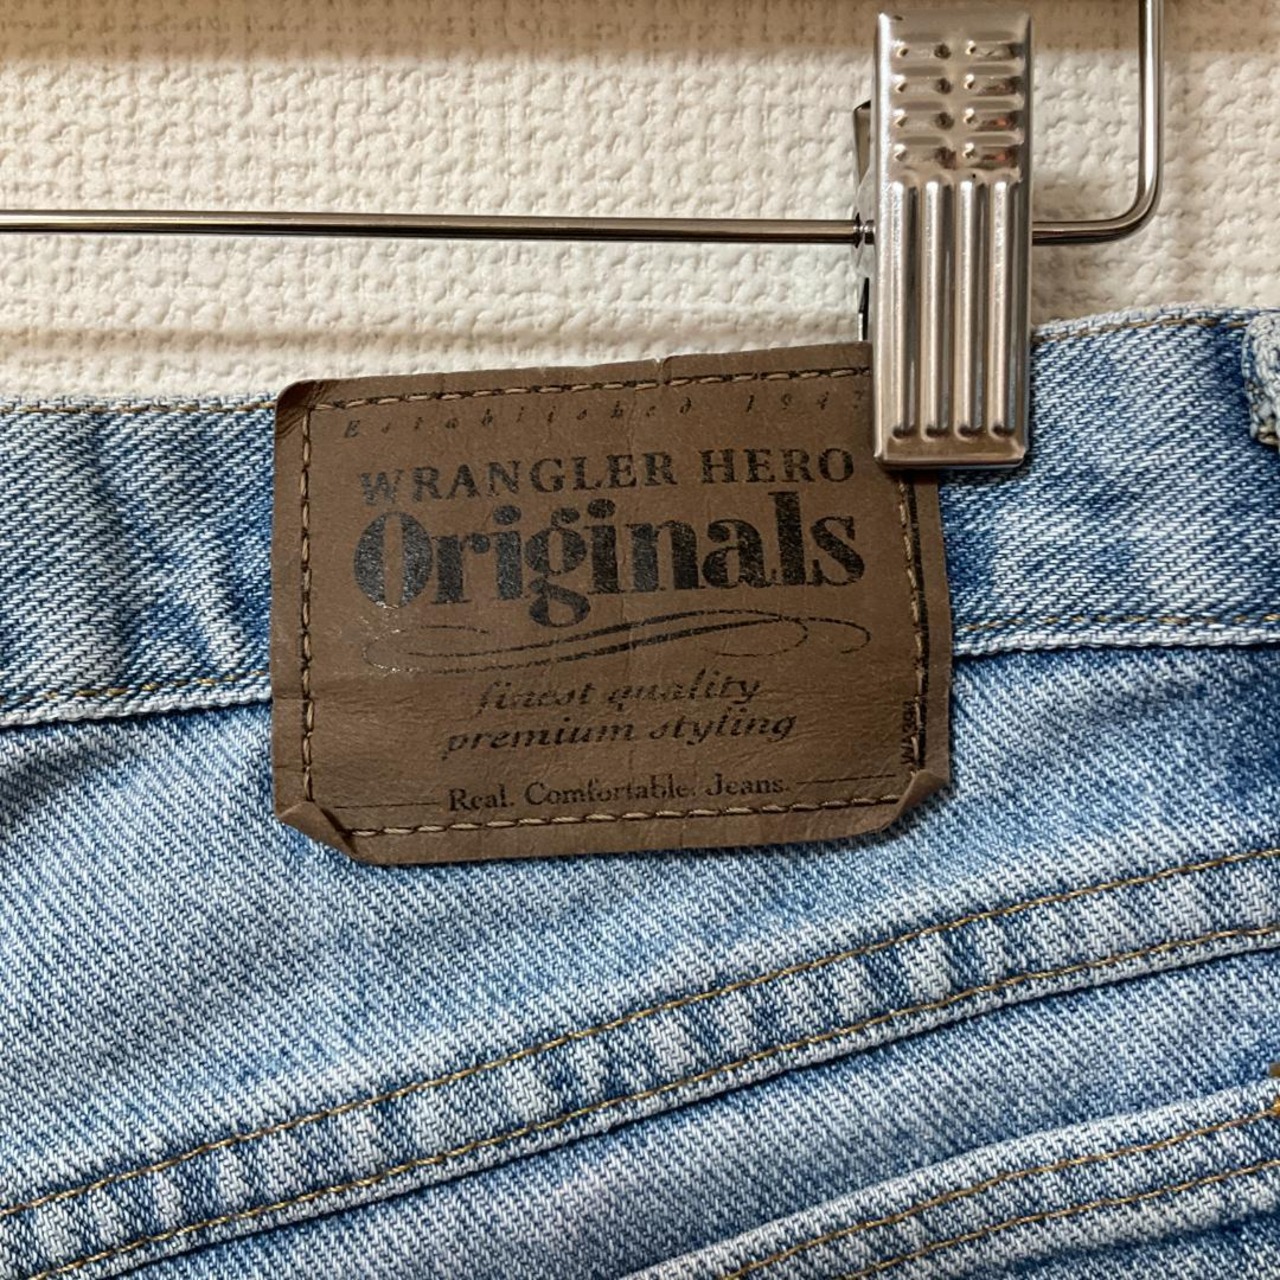 Established 1947
WRANGLER HERO
Originals
finest quality
premium styling
Real. Comfortable. Jeans.